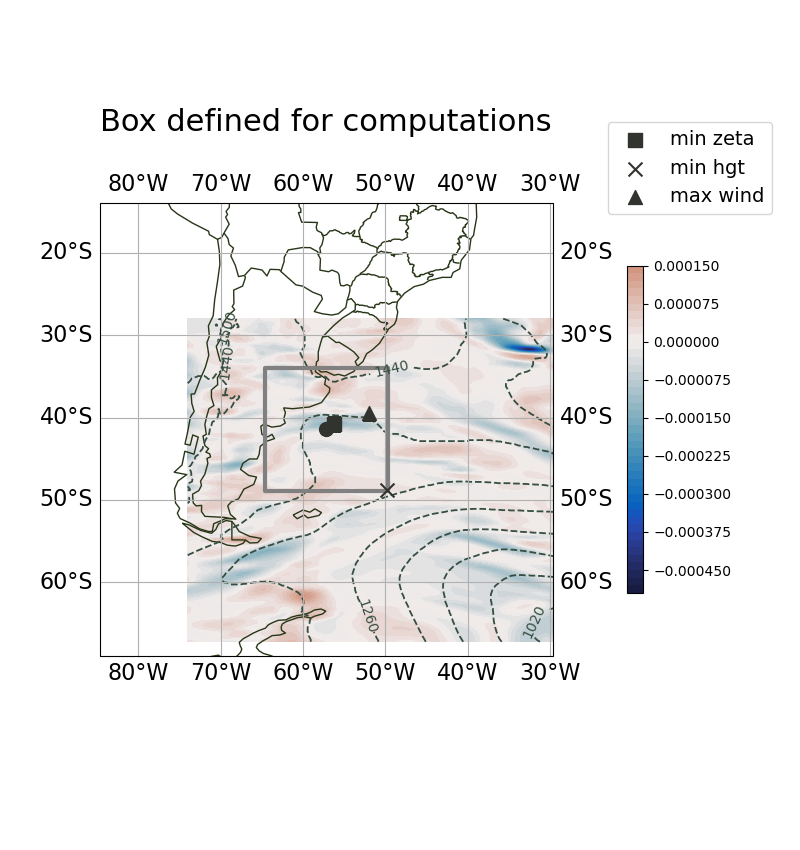 Box defined for computations
min zeta
min hgt
max wind
80°W 70°W 60°W 50°W 40°W 30°W
20°S 20°S
30°S 30°S
40°S 40°S
50°S 50°S
60°S 60°S
80°W 70°W 60°W 50°W 40°W 30°W
0.000150
0.000075
0.000000
−0.000075
−0.000150
−0.000225
−0.000300
−0.000375
−0.000450
1440
1440
1260
1020